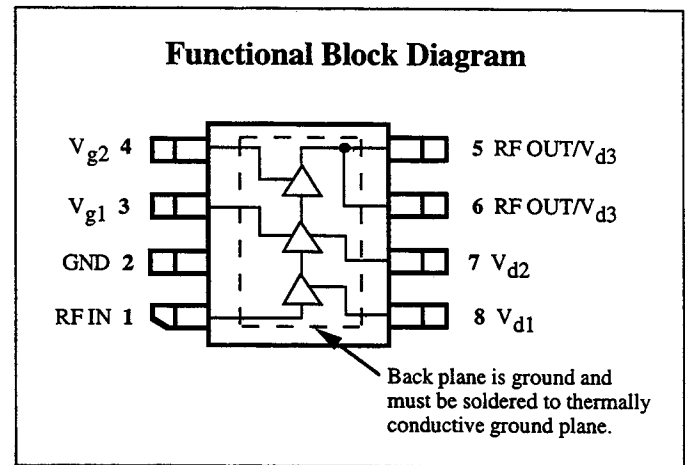 Functional Block Diagram
Vg2 4
5 RF OUT/Vd3
Vg1 3
6 RF OUT/Vd3
GND 2
7 Vd2
RF IN 1
8 Vd1
Back plane is ground and
must be soldered to thermally
conductive ground plane.